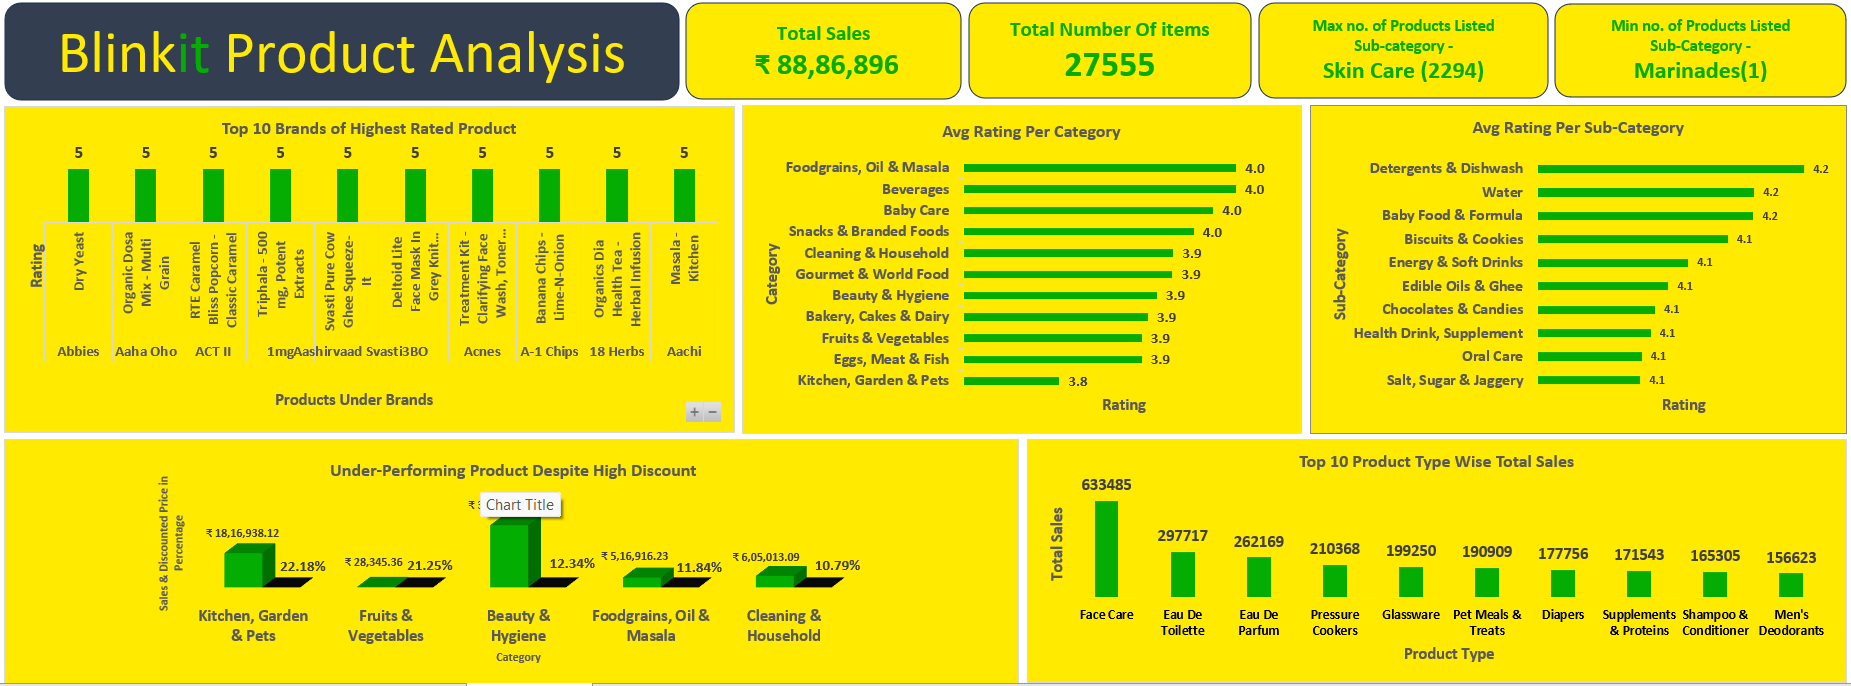 Blinkit Product Analysis
Total Sales
₹ 88,86,896
Total Number Of items
27555
Max no. of Products Listed
Sub-category -
Skin Care (2294)
Min no. of Products Listed
Sub-Category -
Marinades(1)
Top 10 Brands of Highest Rated Product
5 5 5 5 5 5 5 5 5 5
Rating
Dry Yeast
Organic Dosa
Mix - Multi
Grain
RTE Caramel
Bliss Popcorn -
Classic Caramel
Triphala - 500
mg, Potent
Extracts
Svasti Pure Cow
Ghee Squeeze-
It
Deltoid Lite
Face Mask In
Grey Knit...
Treatment Kit -
Clarifying Face
Wash, Toner...
Banana Chips -
Lime-N-Onion
Organics Dia
Health Tea -
Herbal Infusion
Masala -
Kitchen
Abbies Aaha Oho ACT II 1mg Aashirvaad Svasti 3BO Acnes A-1 Chips 18 Herbs Aachi
Products Under Brands
+ −
Avg Rating Per Category
Category
Foodgrains, Oil & Masala 4.0
Beverages 4.0
Baby Care 4.0
Snacks & Branded Foods 4.0
Cleaning & Household 3.9
Gourmet & World Food 3.9
Beauty & Hygiene 3.9
Bakery, Cakes & Dairy 3.9
Fruits & Vegetables 3.9
Eggs, Meat & Fish 3.9
Kitchen, Garden & Pets 3.8
Rating
Avg Rating Per Sub-Category
Sub-Category
Detergents & Dishwash 4.2
Water 4.2
Baby Food & Formula 4.2
Biscuits & Cookies 4.1
Energy & Soft Drinks 4.1
Edible Oils & Ghee 4.1
Chocolates & Candies 4.1
Health Drink, Supplement 4.1
Oral Care 4.1
Salt, Sugar & Jaggery 4.1
Rating
Under-Performing Product Despite High Discount
Sales & Discounted Price in
Percentage
Chart Title
₹ 18,16,938.12 22.18%
₹ 28,345.36 21.25%
₹ 12.34%
₹ 5,16,916.23 11.84%
₹ 6,05,013.09 10.79%
Kitchen, Garden
& Pets
Fruits &
Vegetables
Beauty &
Hygiene
Foodgrains, Oil &
Masala
Cleaning &
Household
Category
Top 10 Product Type Wise Total Sales
Total Sales
633485 297717 262169 210368 199250 190909 177756 171543 165305 156623
Face Care
Eau De
Toilette
Eau De
Parfum
Pressure
Cookers
Glassware
Pet Meals &
Treats
Diapers
Supplements
& Proteins
Shampoo &
Conditioner
Men's
Deodorants
Product Type